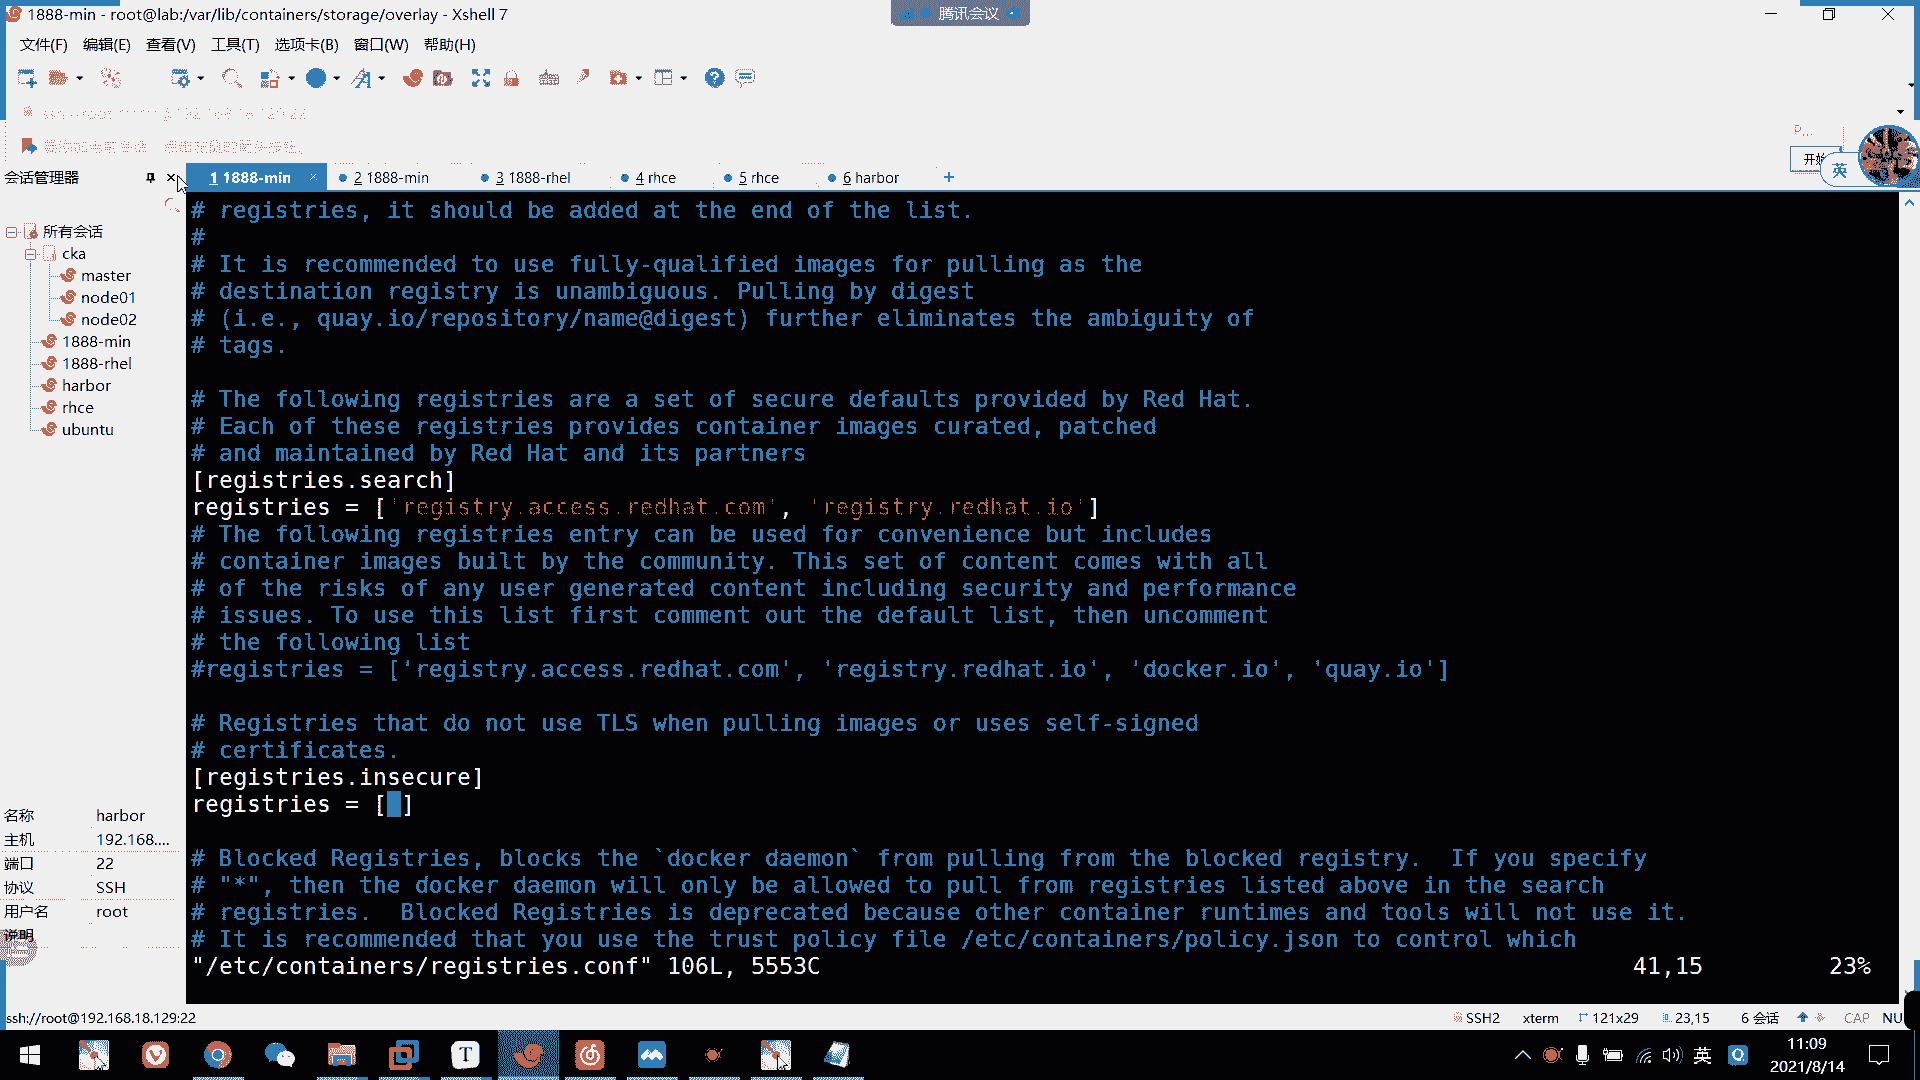 1888-min - root@lab:/var/lib/containers/storage/overlay - Xshell 7
腾讯会议
文件(F) 编辑(E) 查看(V) 工具(T) 选项卡(B) 窗口(W) 帮助(H)
P...
开始
英
会话管理器
1 1888-min
2 1888-min
3 1888-rhel
4 rhce
5 rhce
6 harbor
所有会话
cka
master
node01
node02
1888-min
1888-rhel
harbor
rhce
ubuntu
# registries, it should be added at the end of the list.
#
# It is recommended to use fully-qualified images for pulling as the
# destination registry is unambiguous. Pulling by digest
# (i.e., quay.io/repository/name@digest) further eliminates the ambiguity of
# tags.
# The following registries are a set of secure defaults provided by Red Hat.
# Each of these registries provides container images curated, patched
# and maintained by Red Hat and its partners
[registries.search]
registries = ['registry.access.redhat.com', 'registry.redhat.io']
# The following registries entry can be used for convenience but includes
# container images built by the community. This set of content comes with all
# of the risks of any user generated content including security and performance
# issues. To use this list first comment out the default list, then uncomment
# the following list
#registries = ['registry.access.redhat.com', 'registry.redhat.io', 'docker.io', 'quay.io']
# Registries that do not use TLS when pulling images or uses self-signed
# certificates.
[registries.insecure]
registries = [ ]
# Blocked Registries, blocks the `docker daemon` from pulling from the blocked registry.  If you specify
# "*", then the docker daemon will only be allowed to pull from registries listed above in the search
# registries.  Blocked Registries is deprecated because other container runtimes and tools will not use it.
# It is recommended that you use the trust policy file /etc/containers/policy.json to control which
"/etc/containers/registries.conf" 106L, 5553C 41,15 23%
名称 harbor
主机 192.168....
端口 22
协议 SSH
用户名 root
说明
ssh://root@192.168.18.129:22
SSH2 xterm 121x29 23,15 6 会话 CAP NU
英
11:09
2021/8/14